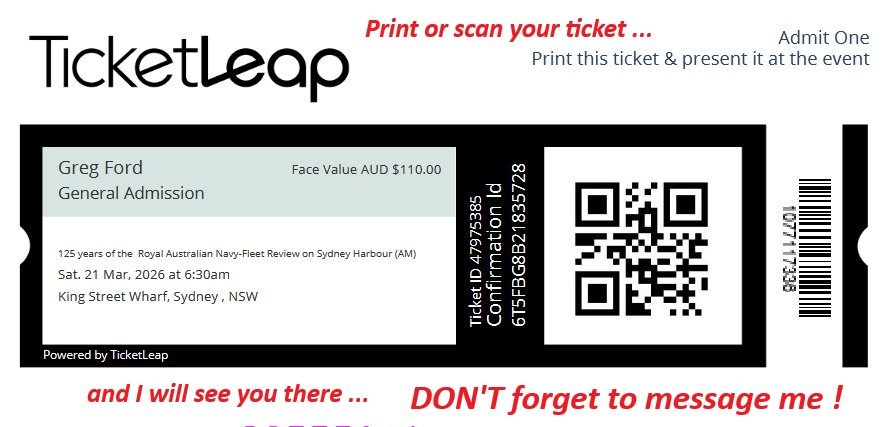 Print or scan your ticket ...
TicketLeap
Admit One
Print this ticket & present it at the event
Greg Ford
Face Value AUD $110.00
General Admission
125 years of the Royal Australian Navy-Fleet Review on Sydney Harbour (AM)
Sat. 21 Mar, 2026 at 6:30am
King Street Wharf, Sydney , NSW
Ticket ID 47975385
Confirmation Id
6T5FBG8B21835728
1077117338
Powered by TicketLeap
and I will see you there ...
DON'T forget to message me !